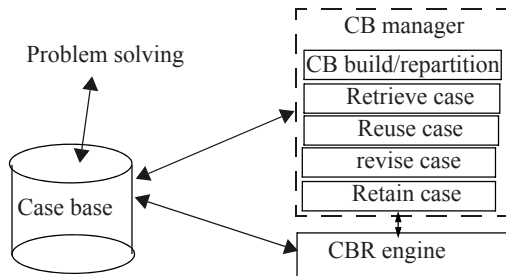 CB manager
Problem solving
CB build/repartition
Retrieve case
Reuse case
revise case
Retain case
Case base
CBR engine